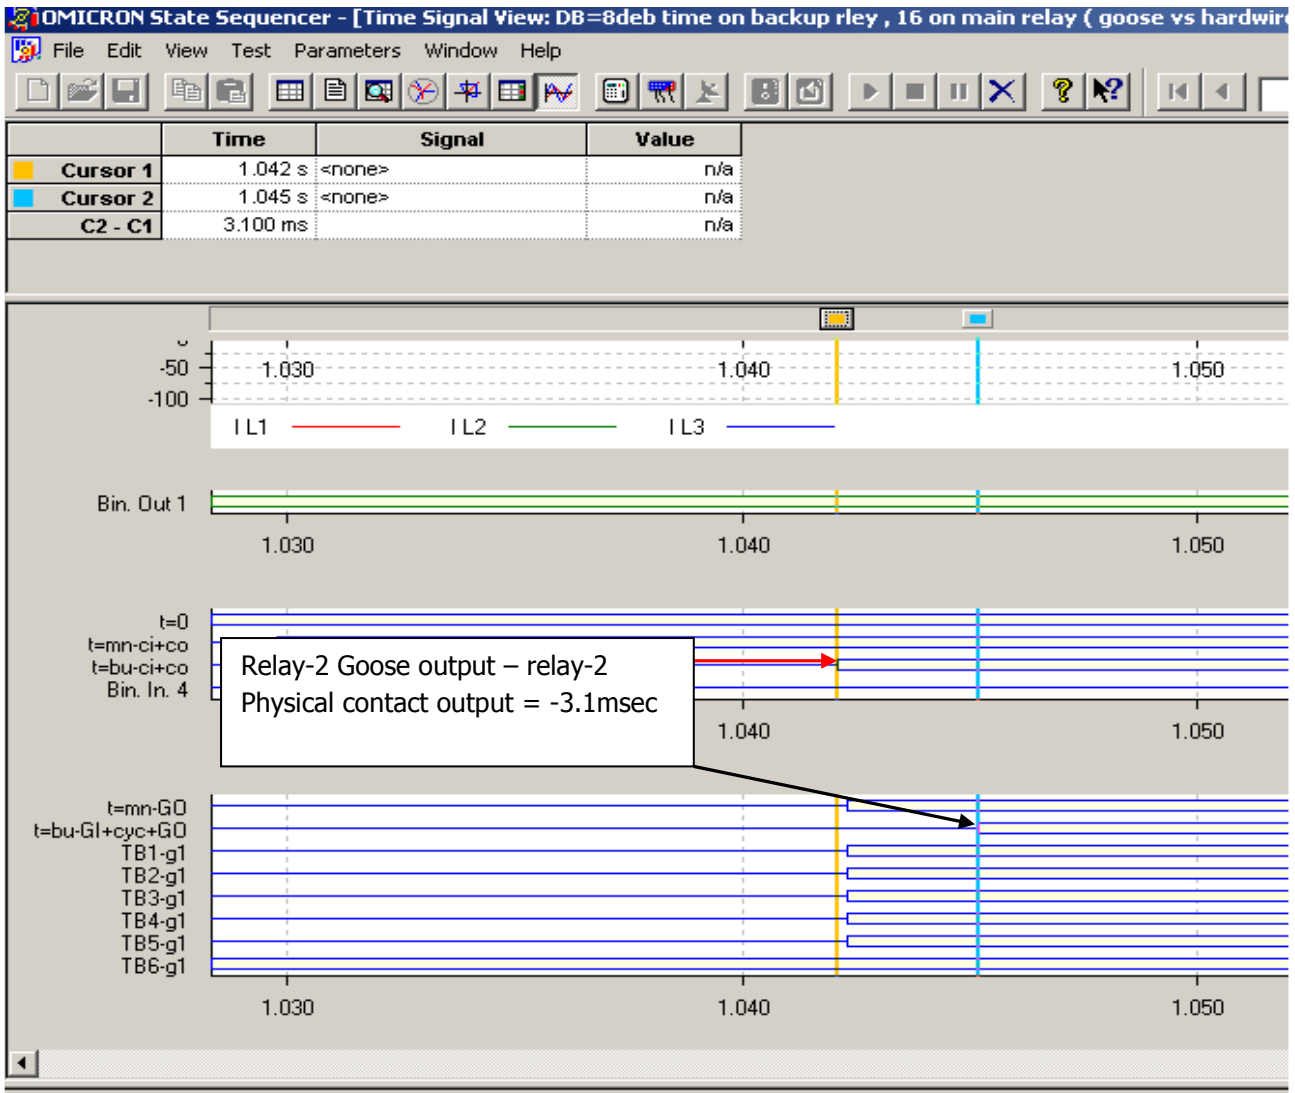 OMICRON State Sequencer - [Time Signal View: DB=8deb time on backup rley , 16 on main relay ( goose vs hardwire
File Edit View Test Parameters Window Help
Time Signal Value
Cursor 1 1.042 s <none> n/a
Cursor 2 1.045 s <none> n/a
C2 - C1 3.100 ms n/a
-50
1.030 1.040 1.050
-100
I L1 I L2 I L3
Bin. Out 1
1.030 1.040 1.050
t=0
t=mn-ci+co
t=bu-ci+co
Bin. In. 4
Relay-2 Goose output – relay-2
Physical contact output = -3.1msec
1.040 1.050
t=mn-GO
t=bu-GI+cyc+GO
TB1-g1
TB2-g1
TB3-g1
TB4-g1
TB5-g1
TB6-g1
1.030 1.040 1.050